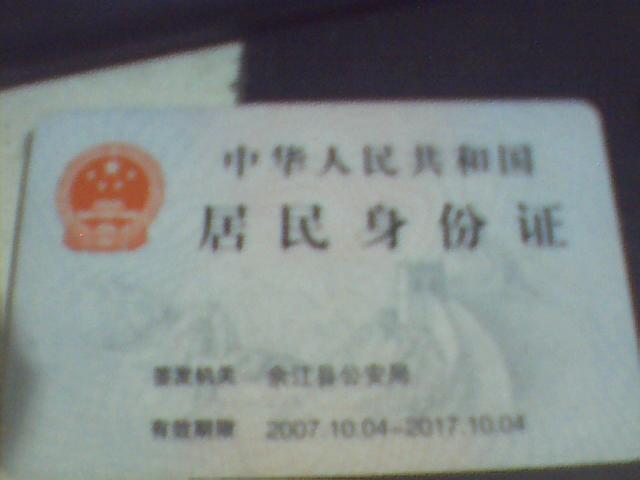 中华人民共和国
居民身份证
签发机关 余江县公安局
有效期限 2007.10.04-2017.10.04